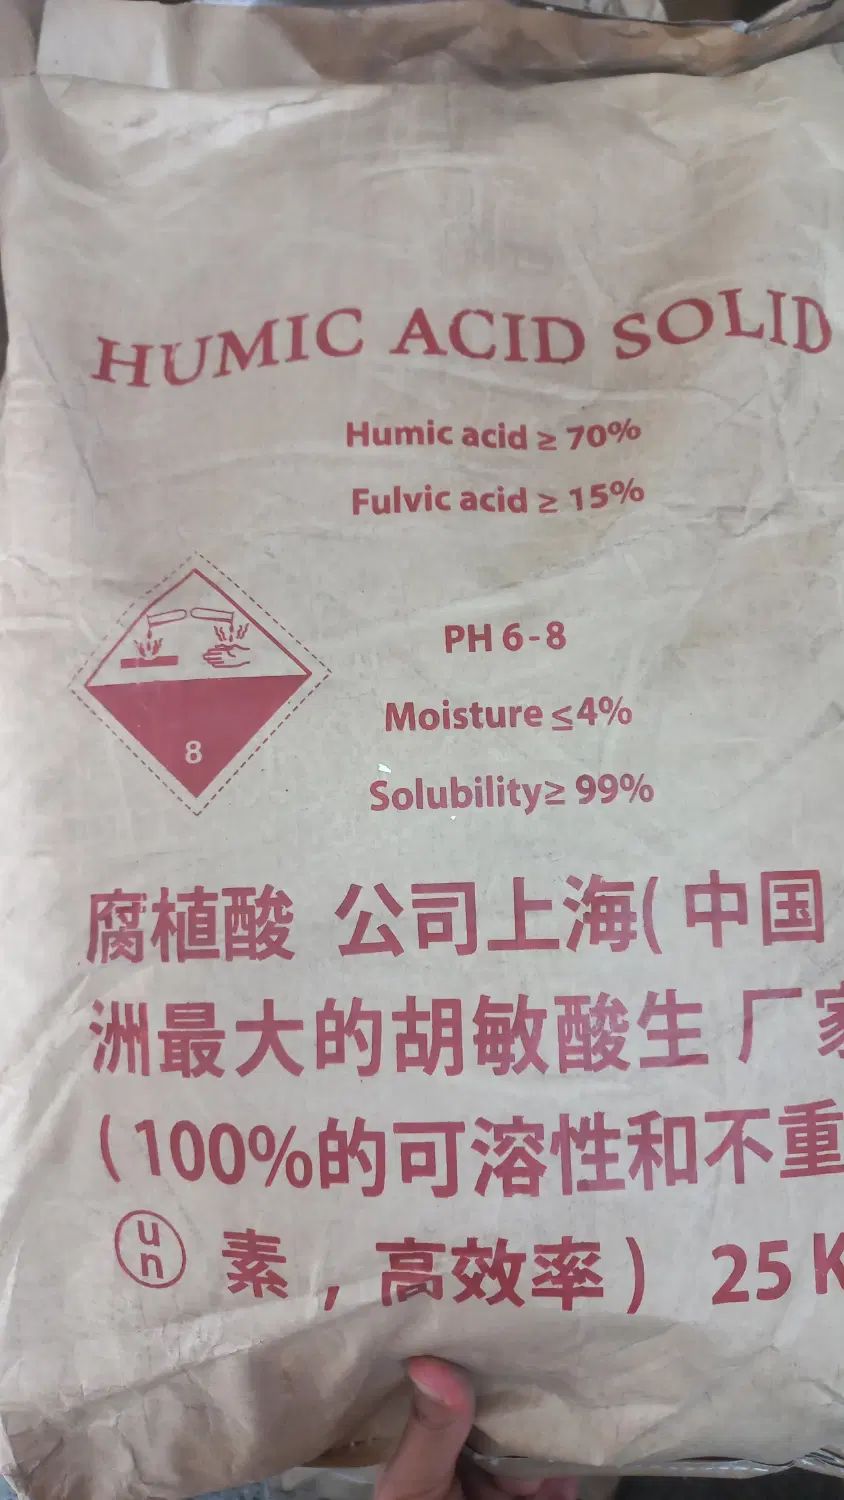 HUMIC ACID SOLID
Humic acid ≥ 70%
Fulvic acid ≥ 15%
PH 6-8
Moisture ≤4%
8
Solubility≥ 99%
腐植酸 公司上海(中国
洲最大的胡敏酸生 厂家
(100%的可溶性和不重
un 素,高效率) 25 K